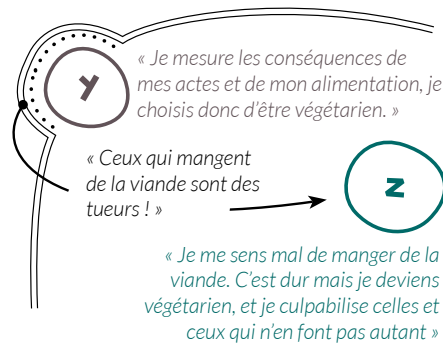 Y
« Je mesure les conséquences de
mes actes et de mon alimentation, je
choisis donc d'être végétarien. »
« Ceux qui mangent
de la viande sont des
tueurs ! »
Z
« Je me sens mal de manger de la
viande. C'est dur mais je deviens
végétarien, et je culpabilise celles et
ceux qui n'en font pas autant »